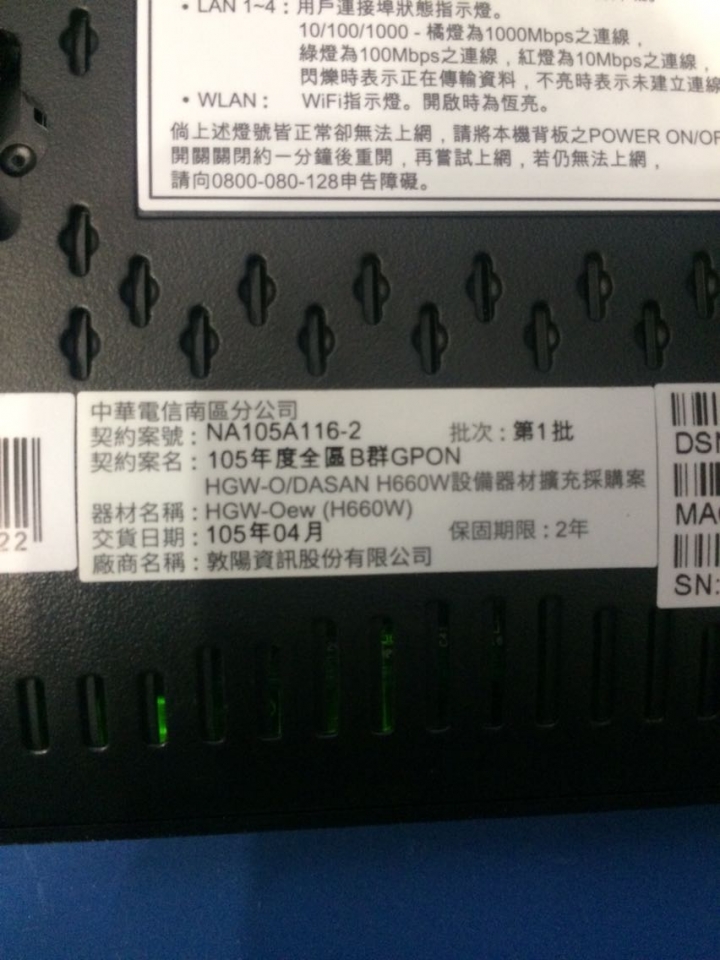 • LAN 1~4：用戶連接埠狀態指示燈。
10/100/1000 - 橘燈為1000Mbps之連線，
綠燈為100Mbps之連線，紅燈為10Mbps之連線，
閃爍時表示正在傳輸資料，不亮時表示未建立連線
• WLAN： WiFi指示燈。開啟時為恆亮。
倘上述燈號皆正常卻無法上網，請將本機背板之POWER ON/OF
開關關閉約一分鐘後重開，再嘗試上網，若仍無法上網，
請向0800-080-128申告障礙。
中華電信南區分公司
契約案號：NA105A116-2 批次：第1批
契約案名：105年度全區B群GPON
HGW-O/DASAN H660W設備器材擴充採購案
器材名稱：HGW-Oew (H660W)
交貨日期：105年04月 保固期限：2年
廠商名稱：敦陽資訊股份有限公司
22
DSN
MAC
SN: